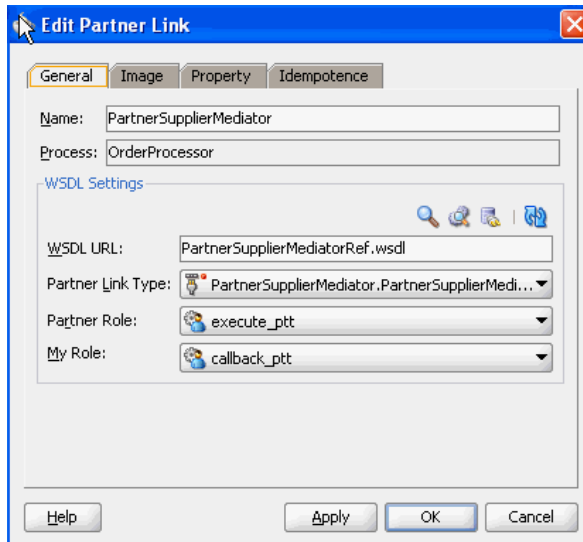 Edit Partner Link
General Image Property Idempotence
Name: PartnerSupplierMediator
Process: OrderProcessor
WSDL Settings
WSDL URL: PartnerSupplierMediatorRef.wsdl
Partner Link Type: PartnerSupplierMediator.PartnerSupplierMedi...
Partner Role: execute_ptt
My Role: callback_ptt
Help Apply OK Cancel